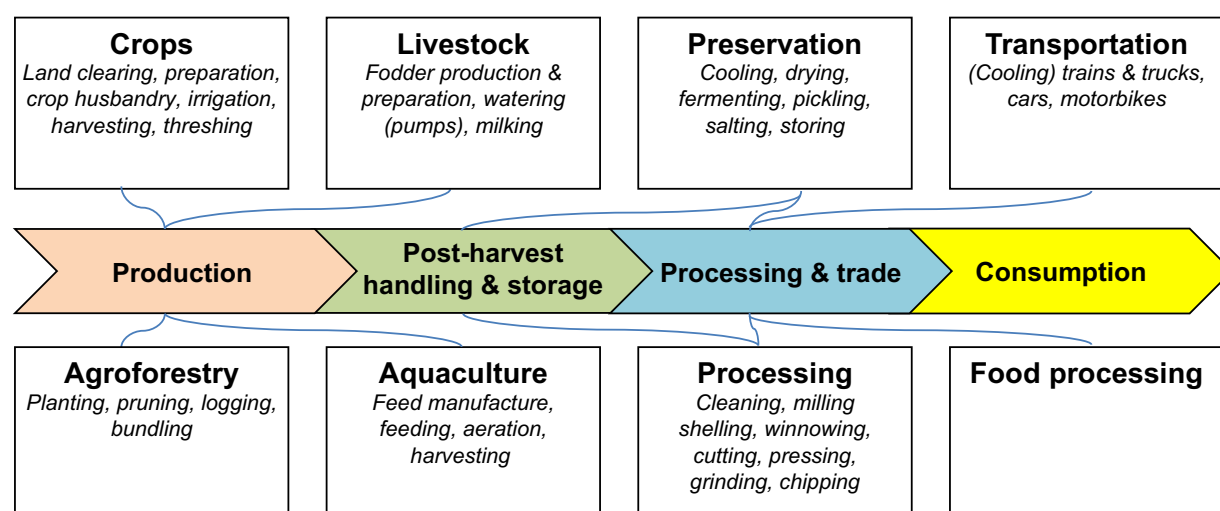 Crops
Land clearing, preparation,
crop husbandry, irrigation,
harvesting, threshing
Livestock
Fodder production &
preparation, watering
(pumps), milking
Preservation
Cooling, drying,
fermenting, pickling,
salting, storing
Transportation
(Cooling) trains & trucks,
cars, motorbikes
Production
Post-harvest
handling & storage
Processing & trade
Consumption
Agroforestry
Planting, pruning, logging,
bundling
Aquaculture
Feed manufacture,
feeding, aeration,
harvesting
Processing
Cleaning, milling
shelling, winnowing,
cutting, pressing,
grinding, chipping
Food processing